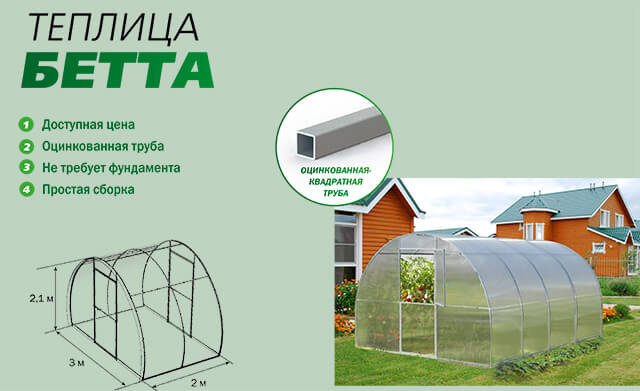 ТЕПЛИЦА
БЕТТА
1 Доступная цена
2 Оцинкованная труба
3 Не требует фундамента
4 Простая сборка
ОЦИНКОВАННАЯ-
КВАДРАТНАЯ
ТРУБА
2,1 м
3 м
2 м